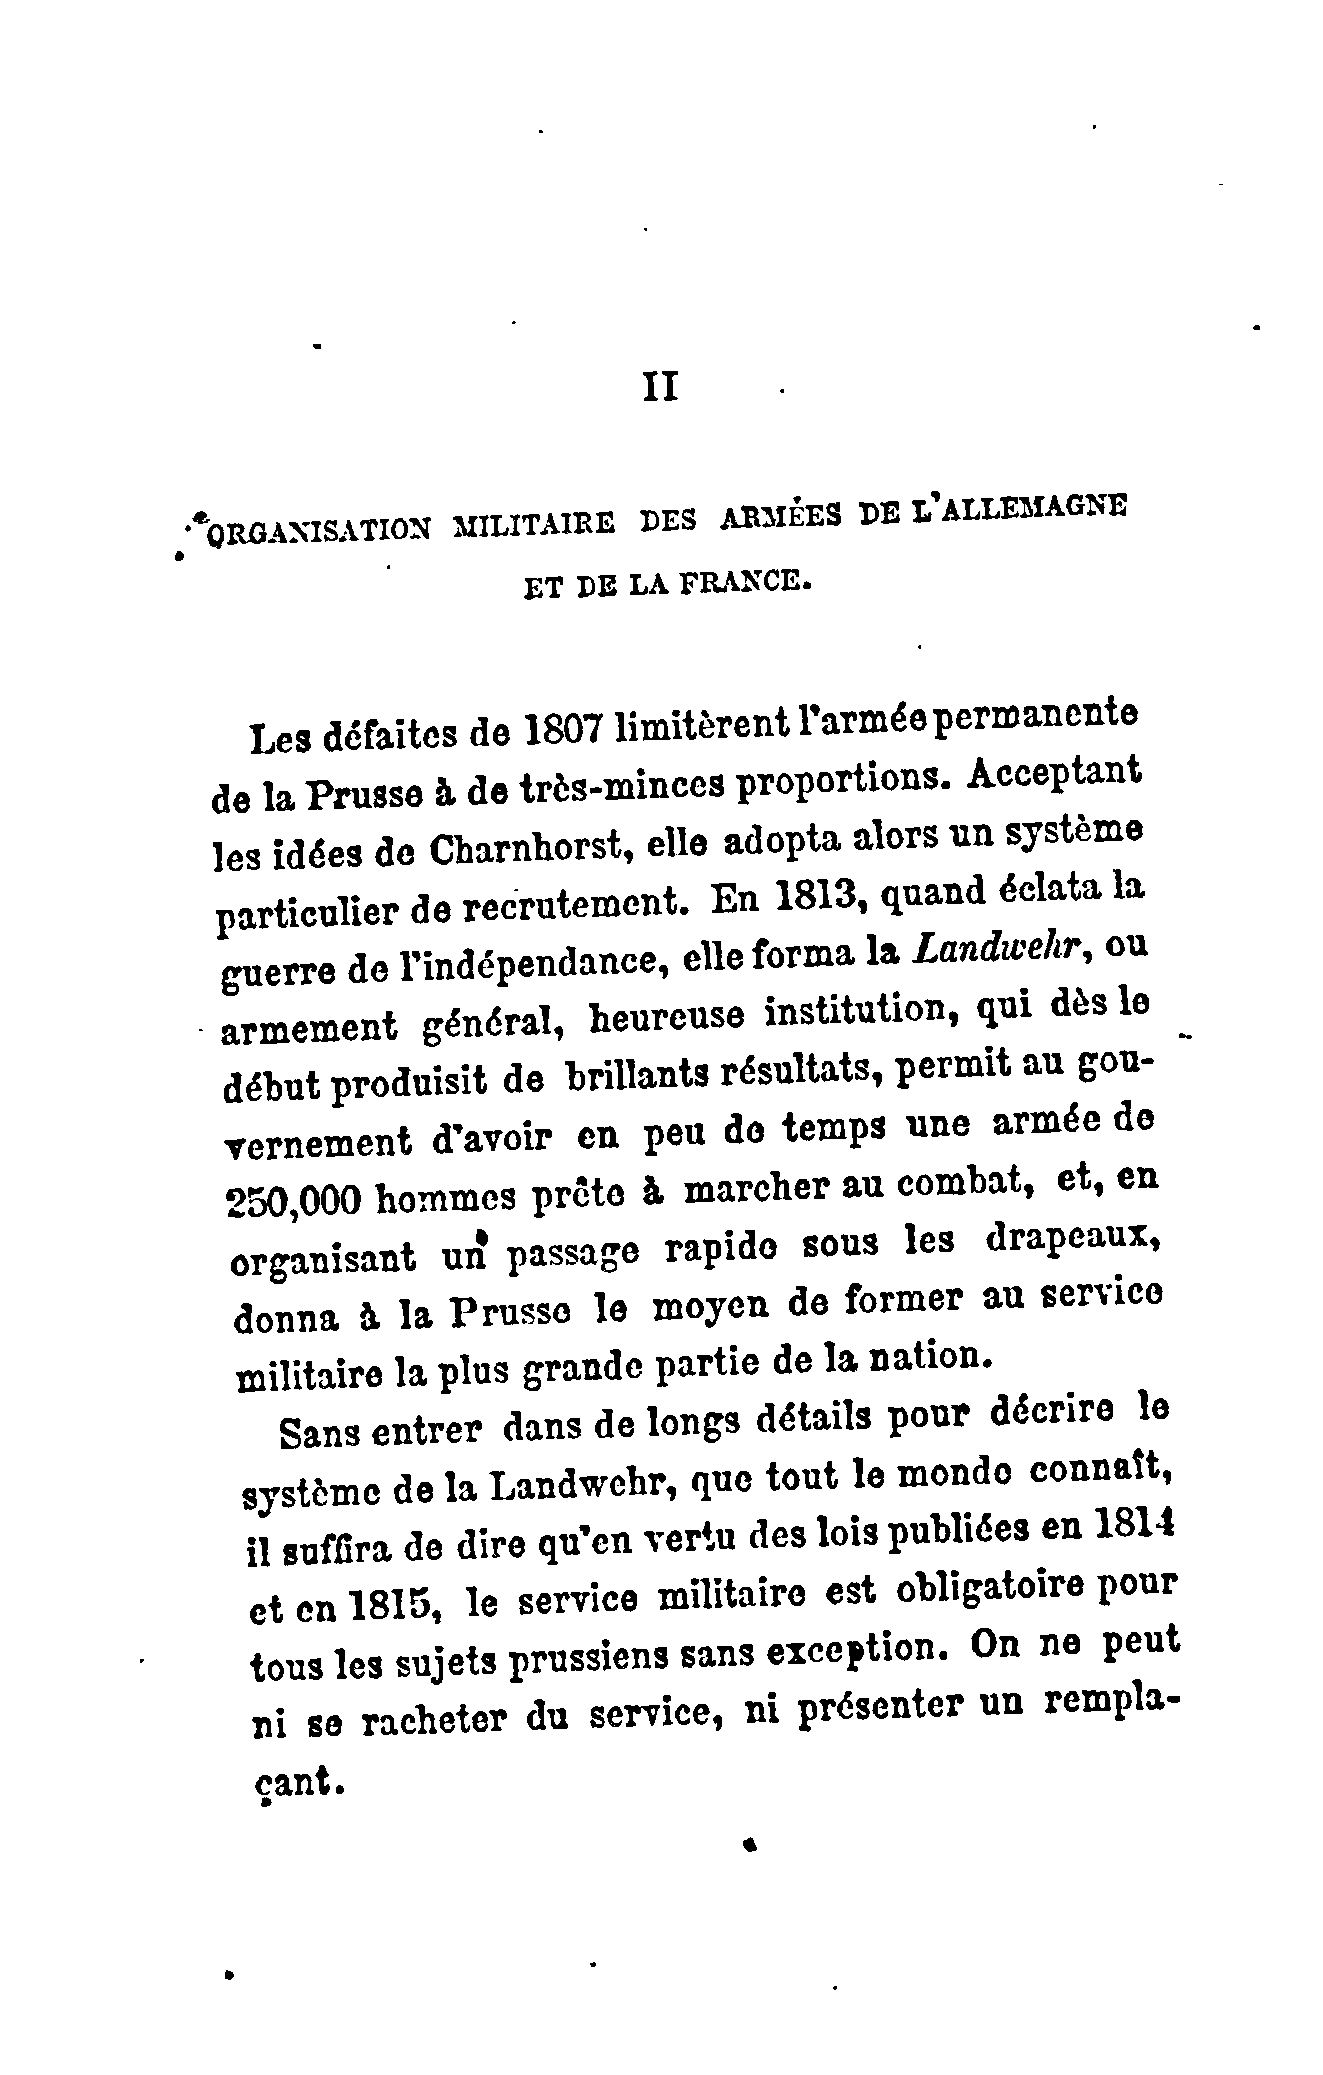 II
ORGANISATION MILITAIRE DES ARMÉES DE L'ALLEMAGNE
ET DE LA FRANCE.
Les défaites de 1807 limitèrent l'armée permanente
de la Prusse à de très-minces proportions. Acceptant
les idées de Charnhorst, elle adopta alors un système
particulier de recrutement. En 1813, quand éclata la
guerre de l'indépendance, elle forma la Landwehr, ou
armement général, heureuse institution, qui dès le
début produisit de brillants résultats, permit au gou-
vernement d'avoir en peu de temps une armée de
250,000 hommes prête à marcher au combat, et, en
organisant un passage rapide sous les drapeaux,
donna à la Prusse le moyen de former au service
militaire la plus grande partie de la nation.
Sans entrer dans de longs détails pour décrire le
système de la Landwehr, que tout le monde connaît,
il suffira de dire qu'en vertu des lois publiées en 1814
et en 1815, le service militaire est obligatoire pour
tous les sujets prussiens sans exception. On ne peut
ni se racheter du service, ni présenter un rempla-
çant.